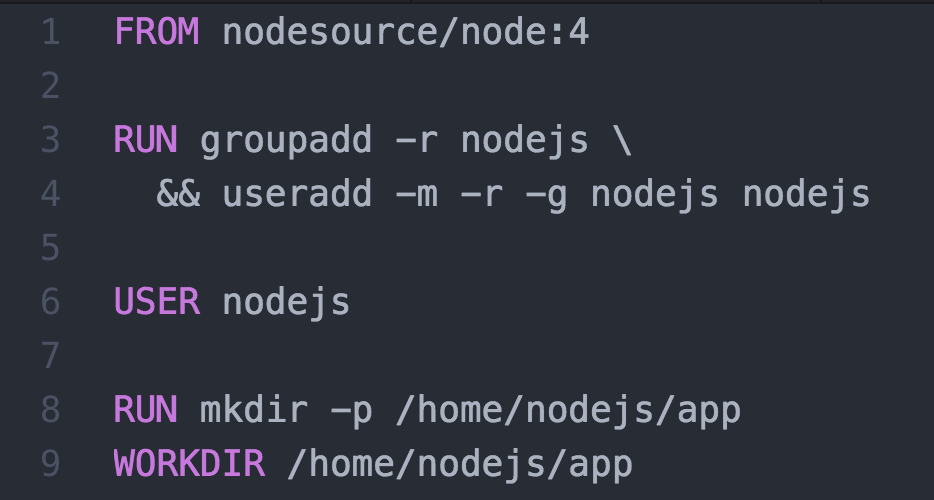 1 FROM nodesource/node:4
2
3 RUN groupadd -r nodejs \
4   && useradd -m -r -g nodejs nodejs
5
6 USER nodejs
7
8 RUN mkdir -p /home/nodejs/app
9 WORKDIR /home/nodejs/app